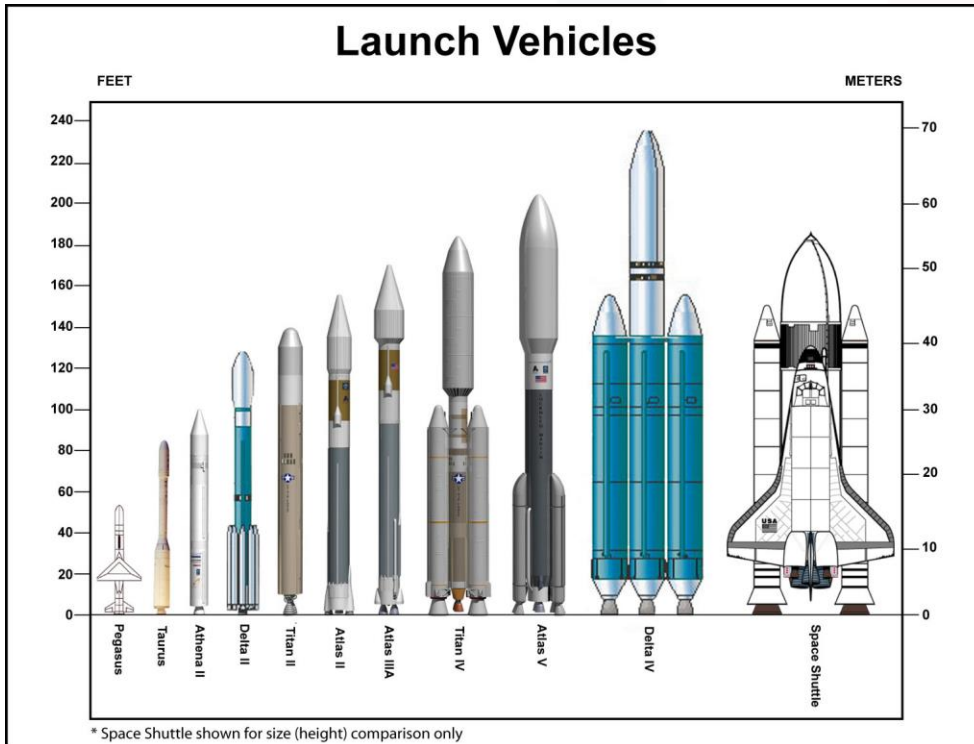 Launch Vehicles
FEET
METERS
240
220
200
180
160
140
120
100
80
60
40
20
0
70
60
50
40
30
20
10
0
USA
Pegasus
Taurus
Athena II
Delta II
Titan II
Atlas II
Atlas IIIA
Titan IV
Atlas V
Delta IV
Space Shuttle
* Space Shuttle shown for size (height) comparison only